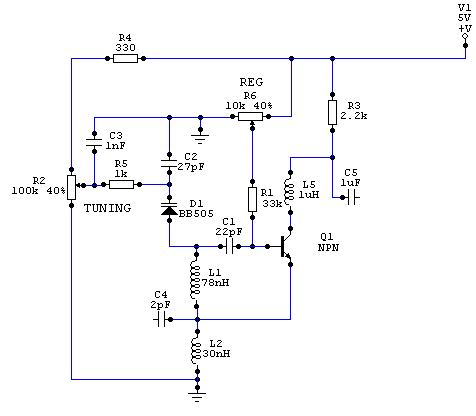 V1
5V
+V
R4
330
REG
R6
10k 40%
R3
2.2k
C3
1nF
C2
27pF
R5
1k
R2
100k 40%
TUNING
D1
BB505
C1
22pF
R1
33k
L5
1uH
C5
1uF
Q1
NPN
L1
78nH
C4
2pF
L2
30nH